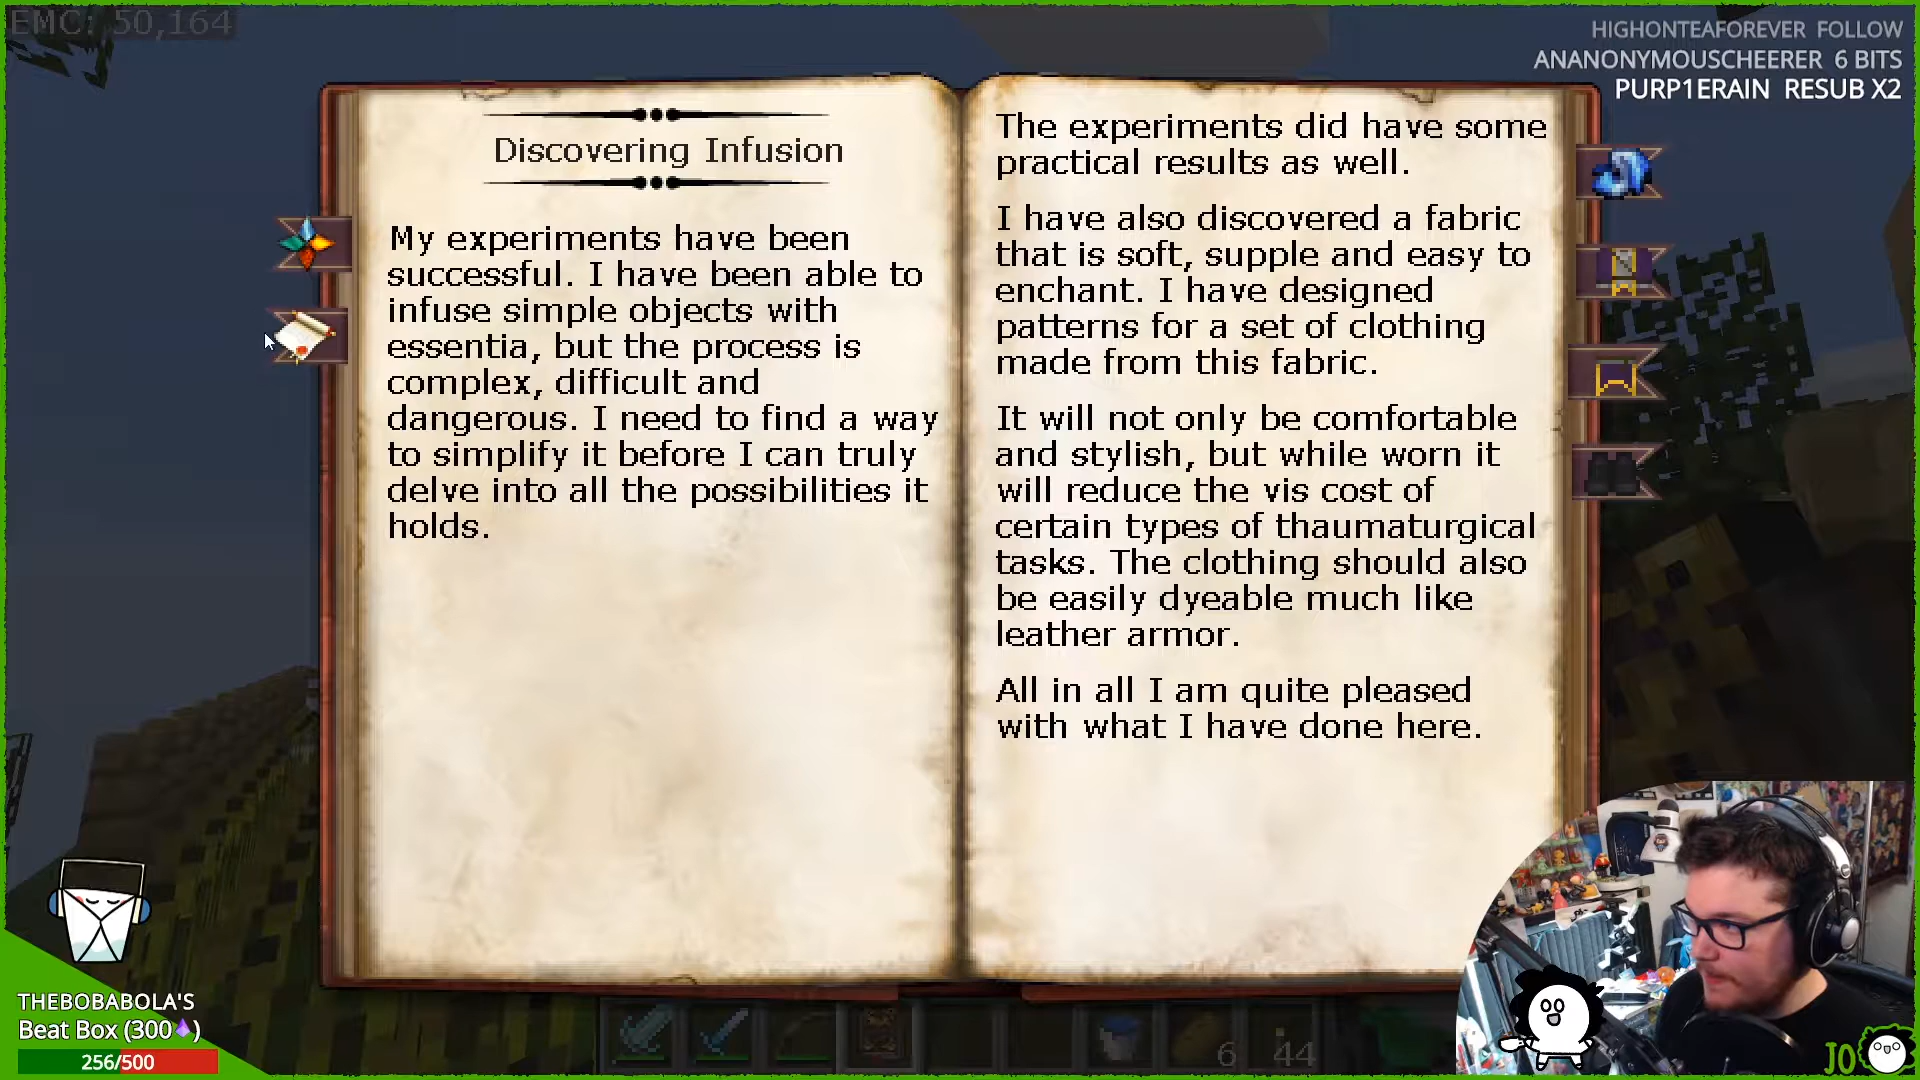 EMC: 50,164
HIGHONTEAFOREVER FOLLOW
ANANONYMOUSCHEERER 6 BITS
PURP1ERAIN RESUB X2
Discovering Infusion
My experiments have been
successful. I have been able to
infuse simple objects with
essentia, but the process is
complex, difficult and
dangerous. I need to find a way
to simplify it before I can truly
delve into all the possibilities it
holds.
The experiments did have some
practical results as well.
I have also discovered a fabric
that is soft, supple and easy to
enchant. I have designed
patterns for a set of clothing
made from this fabric.
It will not only be comfortable
and stylish, but while worn it
will reduce the vis cost of
certain types of thaumaturgical
tasks. The clothing should also
be easily dyeable much like
leather armor.
All in all I am quite pleased
with what I have done here.
THEBOBABOLA'S
Beat Box (300)
256/500
6 44
JO